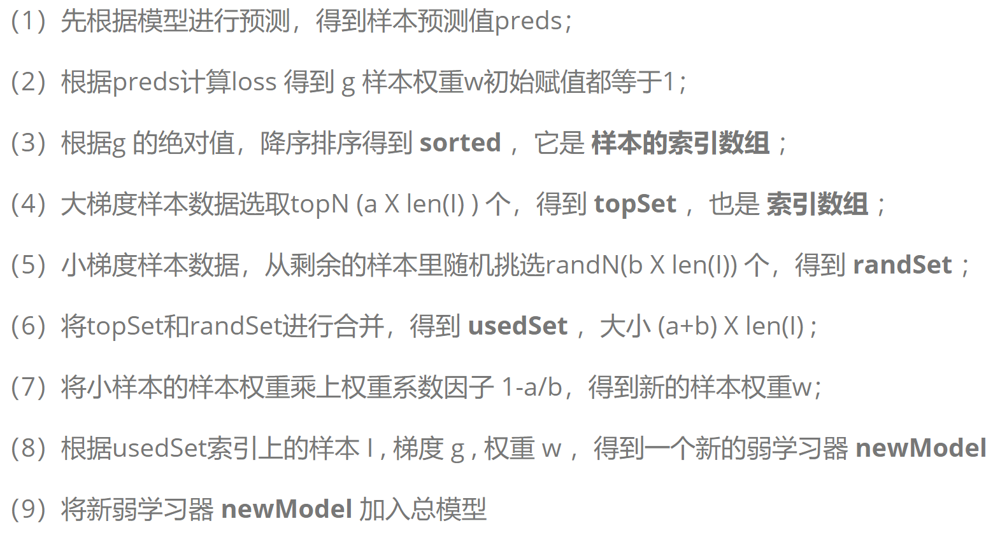 （1）先根据模型进行预测，得到样本预测值preds；
（2）根据preds计算loss 得到 g 样本权重w初始赋值都等于1；
（3）根据g 的绝对值，降序排序得到 sorted ，它是 样本的索引数组 ；
（4）大梯度样本数据选取topN (a X len(I) ) 个，得到 topSet ，也是 索引数组 ；
（5）小梯度样本数据，从剩余的样本里随机挑选randN(b X len(I)) 个，得到 randSet ；
（6）将topSet和randSet进行合并，得到 usedSet ，大小 (a+b) X len(I) ;
（7）将小样本的样本权重乘上权重系数因子 1-a/b，得到新的样本权重w；
（8）根据usedSet索引上的样本 I , 梯度 g , 权重 w ，得到一个新的弱学习器 newModel
（9）将新弱学习器 newModel 加入总模型